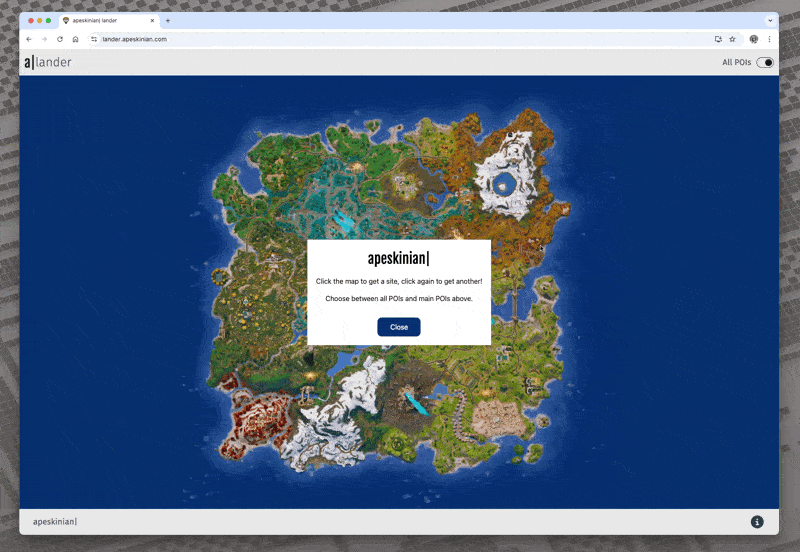 apeskinian| lander
lander.apeskinian.com
a|lander
All POIs
apeskinian|
Click the map to get a site, click again to get another!
Choose between all POIs and main POIs above.
Close
apeskinian|
i